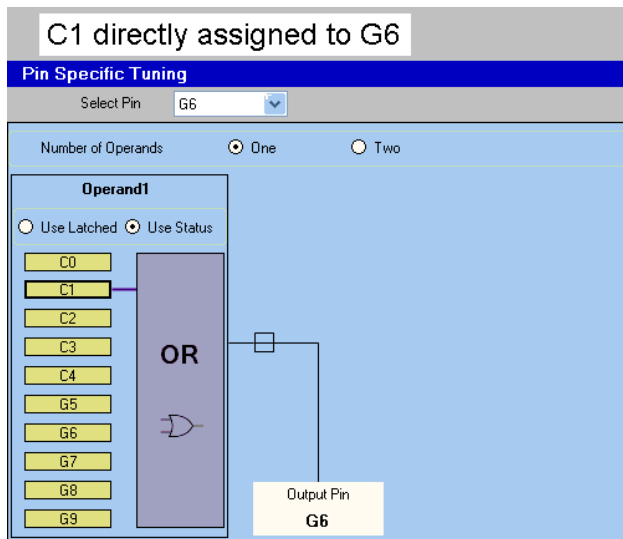 C1 directly assigned to G6
Pin Specific Tuning
Select Pin G6
Number of Operands One Two
Operand1
Use Latched Use Status
C0
C1
C2
C3
C4
G5
G6
G7
G8
G9
OR
Output Pin
G6